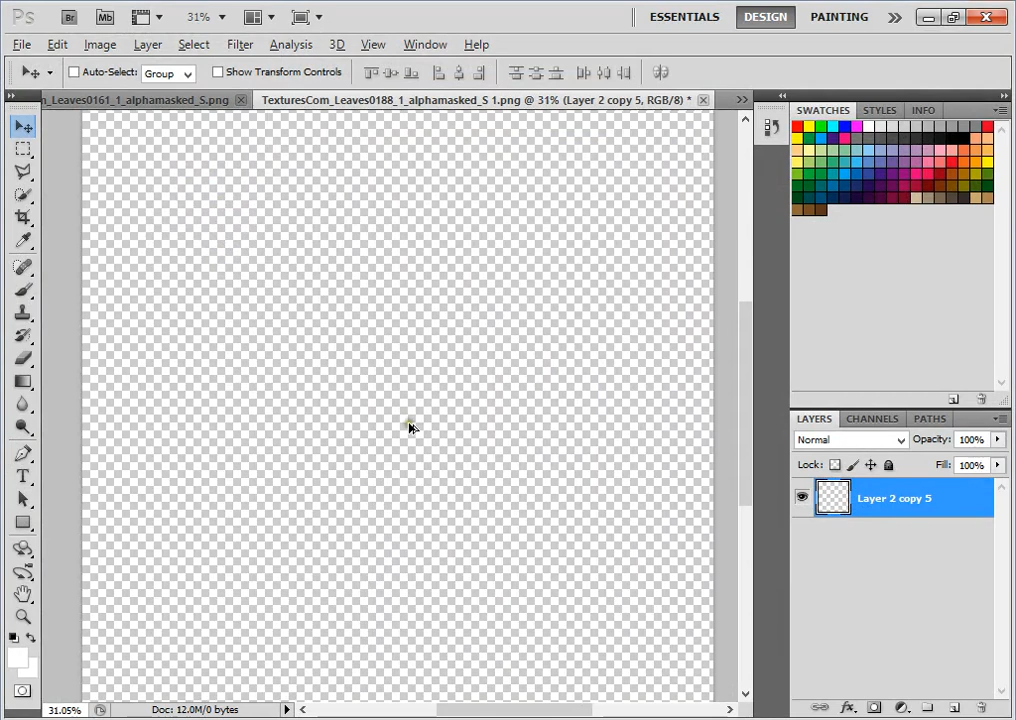 Ps Br Mb 31% ESSENTIALS DESIGN PAINTING
File Edit Image Layer Select Filter Analysis 3D View Window Help
Auto-Select: Group Show Transform Controls
n_Leaves0161_1_alphamasked_S.png TexturesCom_Leaves0188_1_alphamasked_S 1.png @ 31% (Layer 2 copy 5, RGB/8) *
SWATCHES STYLES INFO
LAYERS CHANNELS PATHS
Normal Opacity: 100%
Lock: Fill: 100%
Layer 2 copy 5
T
31.05% Doc: 12.0M/0 bytes
fx